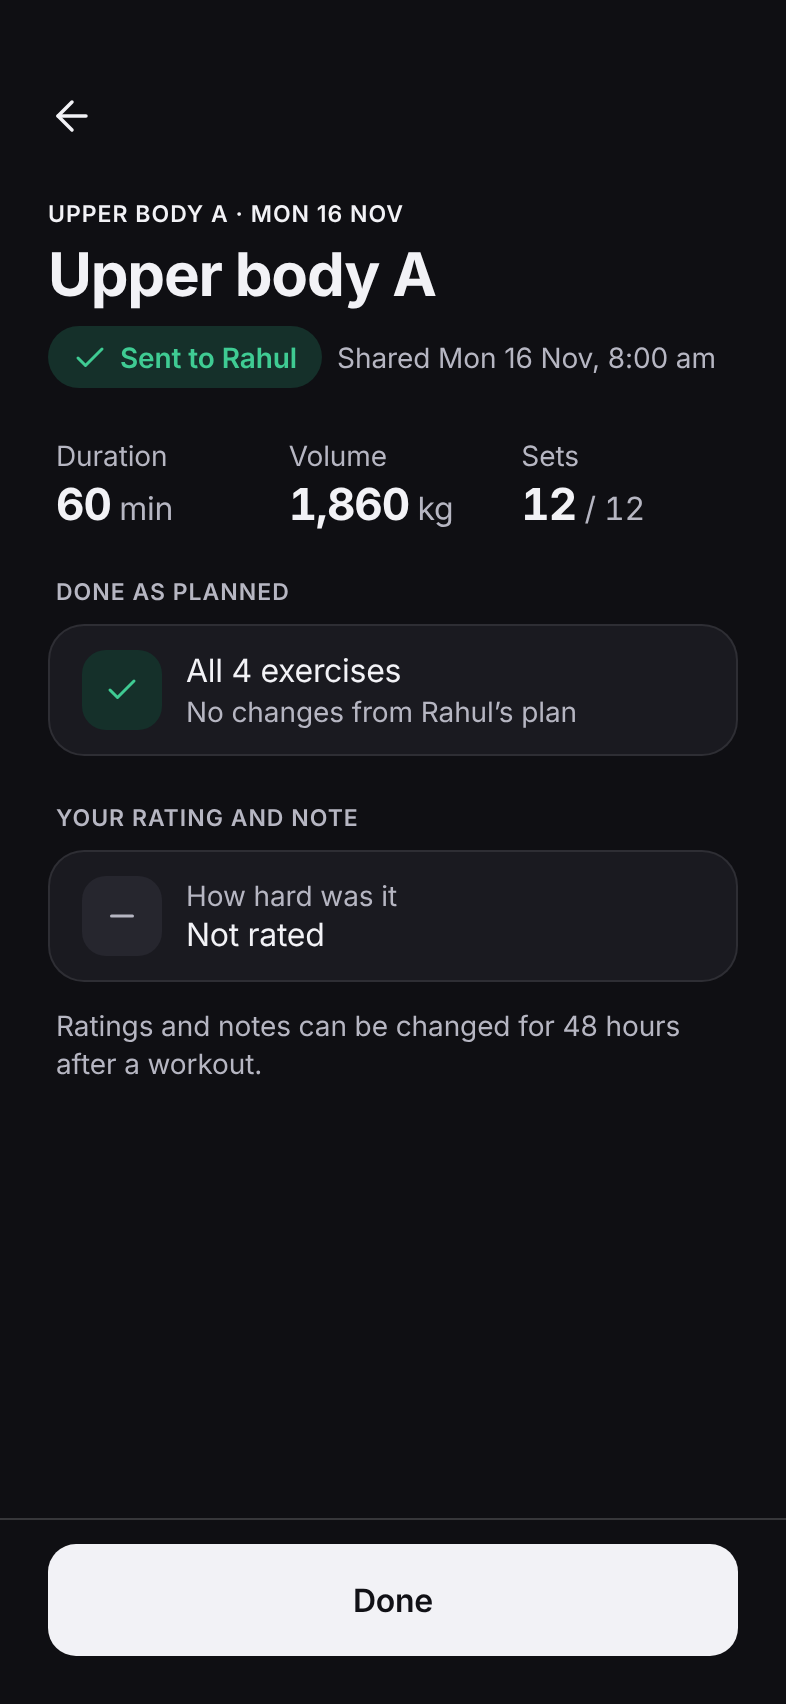 UPPER BODY A · MON 16 NOV
Upper body A
Sent to Rahul Shared Mon 16 Nov, 8:00 am
Duration Volume Sets
60 min 1,860 kg 12 / 12
DONE AS PLANNED
All 4 exercises
No changes from Rahul’s plan
YOUR RATING AND NOTE
How hard was it
Not rated
Ratings and notes can be changed for 48 hours
after a workout.
Done